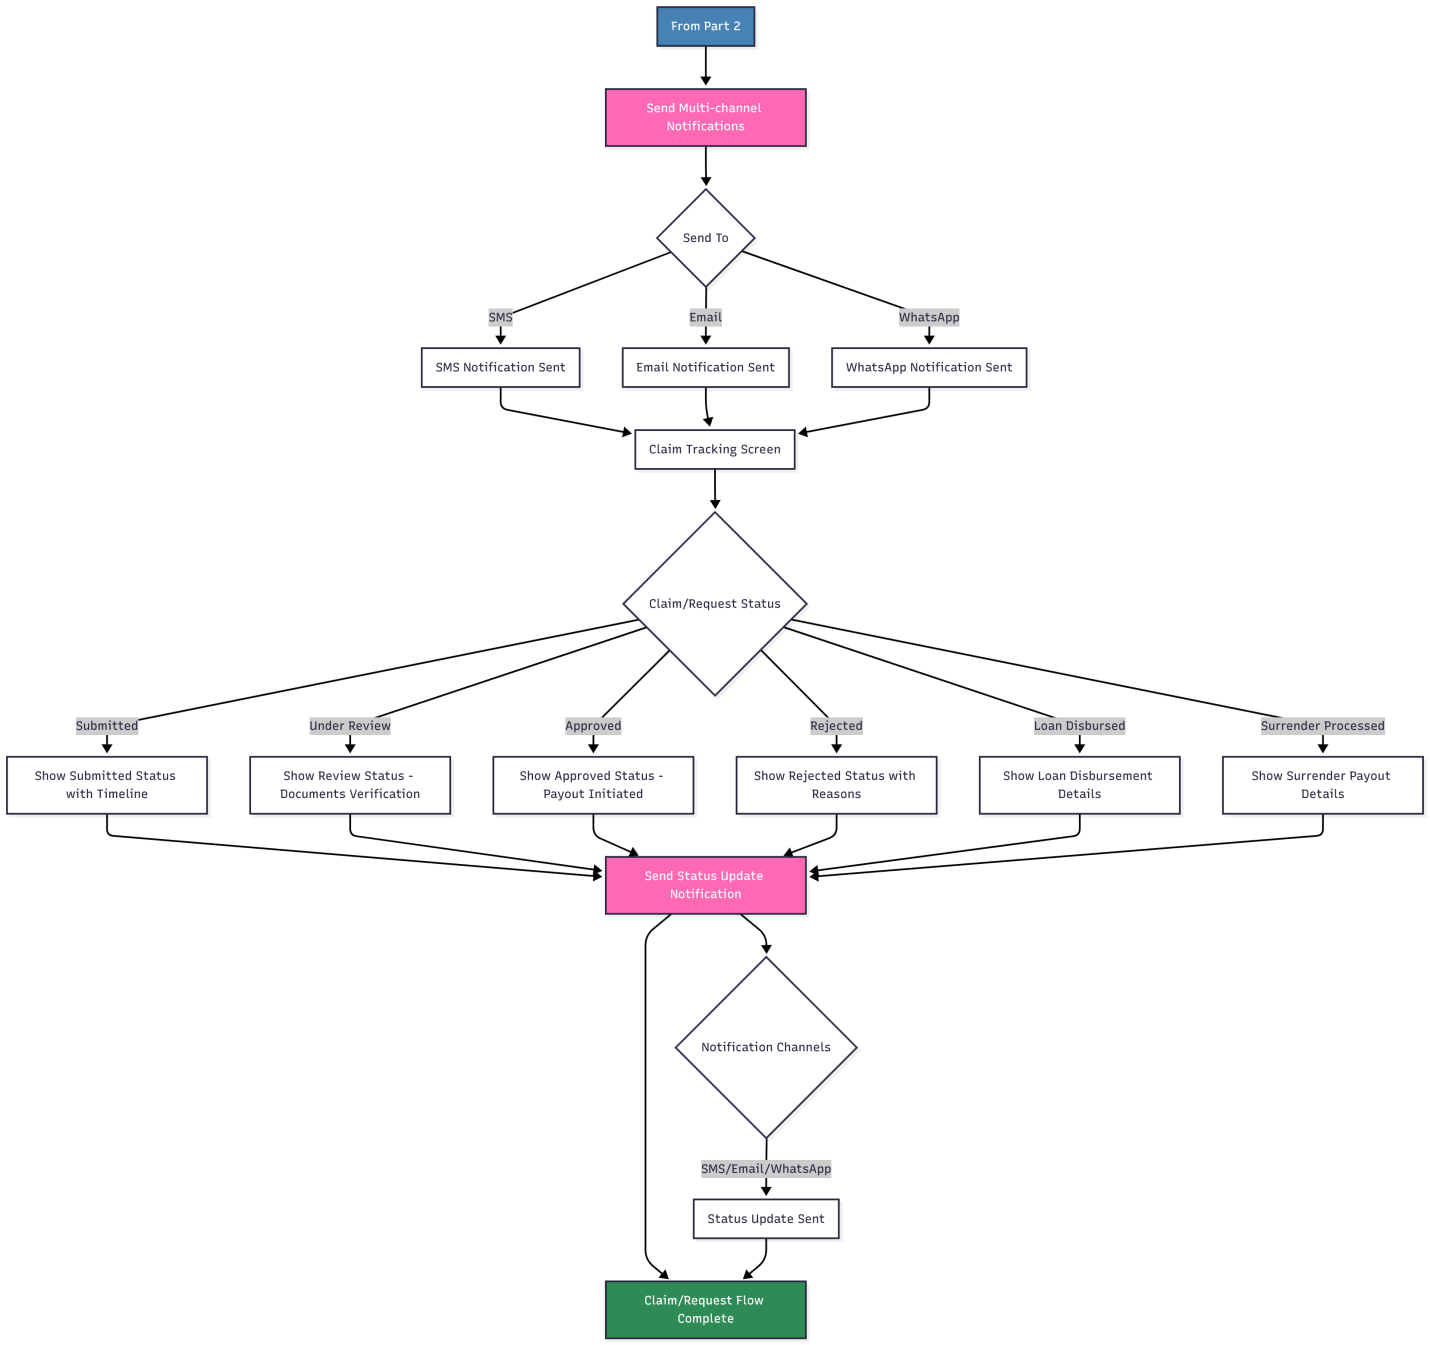 From Part 2
Send Multi-channel
Notifications
Send To
SMS
Email
WhatsApp
SMS Notification Sent
Email Notification Sent
WhatsApp Notification Sent
Claim Tracking Screen
Claim/Request Status
Submitted
Under Review
Approved
Rejected
Loan Disbursed
Surrender Processed
Show Submitted Status
with Timeline
Show Review Status -
Documents Verification
Show Approved Status -
Payout Initiated
Show Rejected Status with
Reasons
Show Loan Disbursement
Details
Show Surrender Payout
Details
Send Status Update
Notification
Notification Channels
SMS/Email/WhatsApp
Status Update Sent
Claim/Request Flow
Complete